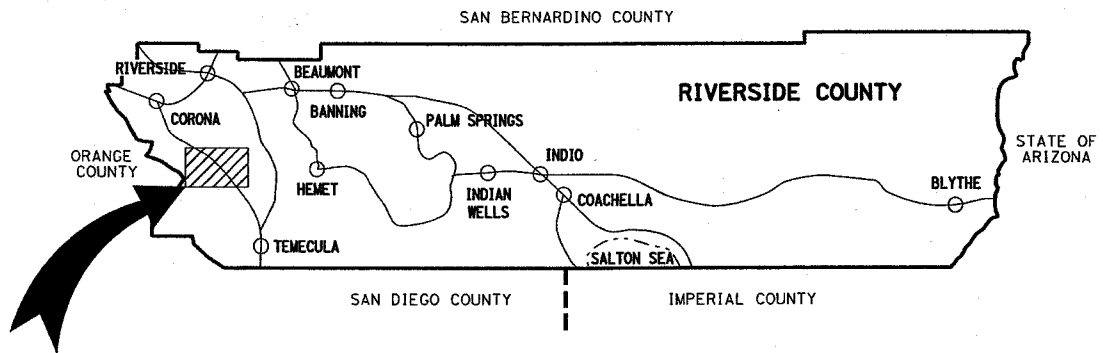 SAN BERNARDINO COUNTY
RIVERSIDE
BEAUMONT
RIVERSIDE COUNTY
CORONA
BANNING
PALM SPRINGS
STATE OF
ARIZONA
ORANGE
COUNTY
INDIO
HEMET
INDIAN
WELLS
COACHELLA
BLYTHE
TEMECULA
SALTON SEA
SAN DIEGO COUNTY
IMPERIAL COUNTY